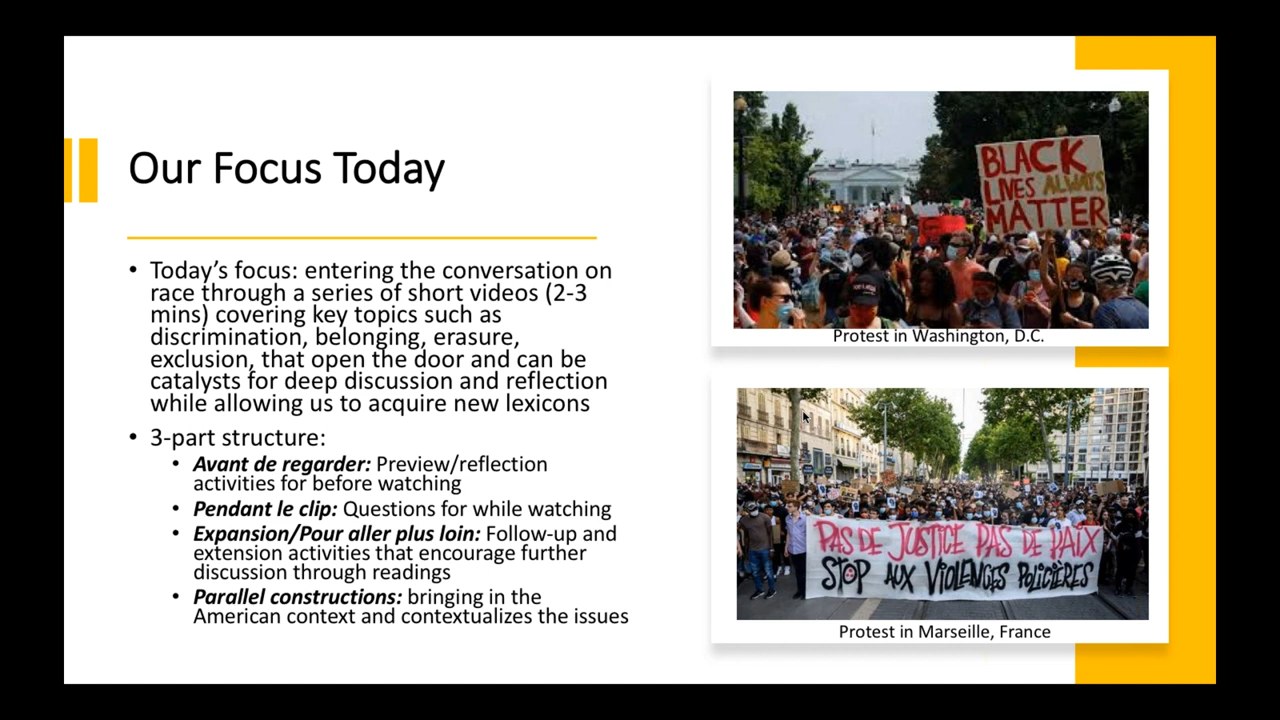 Our Focus Today
• Today’s focus: entering the conversation on
race through a series of short videos (2-3
mins) covering key topics such as
discrimination, belonging, erasure,
exclusion, that open the door and can be
catalysts for deep discussion and reflection
while allowing us to acquire new lexicons
• 3-part structure:
• Avant de regarder: Preview/reflection
activities for before watching
• Pendant le clip: Questions for while watching
• Expansion/Pour aller plus loin: Follow-up and
extension activities that encourage further
discussion through readings
• Parallel constructions: bringing in the
American context and contextualizes the issues
BLACK
LIVES ALWAYS
MATTER
Protest in Washington, D.C.
PAS DE JUSTICE PAS DE PAIX
STOP AUX VIOLENCES POLICIÈRES
Protest in Marseille, France